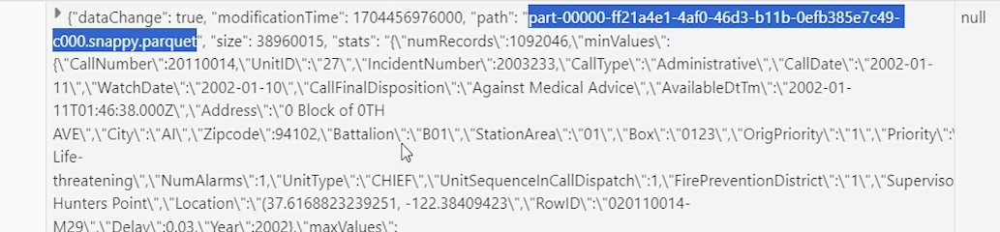 {"dataChange": true, "modificationTime": 1704456976000, "path": "part-00000-ff21a4e1-4af0-46d3-b11b-0efb385e7c49- null
c000.snappy.parquet", "size": 38960015, "stats": "{\"numRecords\":1092046,\"minValues\":
{\"CallNumber\":20110014,\"UnitID\":\"27\",\"IncidentNumber\":2003233,\"CallType\":\"Administrative\",\"CallDate\":\"2002-01-
11\",\"WatchDate\":\"2002-01-10\",\"CallFinalDisposition\":\"Against Medical Advice\",\"AvailableDtTm\":\"2002-01-
11T01:46:38.000Z\",\"Address\":\"0 Block of 0TH
AVE\",\"City\":\"AI\",\"Zipcode\":94102,\"Battalion\":\"B01\",\"StationArea\":\"01\",\"Box\":\"0123\",\"OrigPriority\":\"1\",\"Priority\":\
Life-
threatening\",\"NumAlarms\":1,\"UnitType\":\"CHIEF\",\"UnitSequenceInCallDispatch\":1,\"FirePreventionDistrict\":\"1\",\"Superviso
Hunters Point\",\"Location\":\"(37.6168823239251, -122.38409423\",\"RowID\":\"020110014-
M29\",\"Delay\":0.03,\"Year\":2002},\"maxValues\":